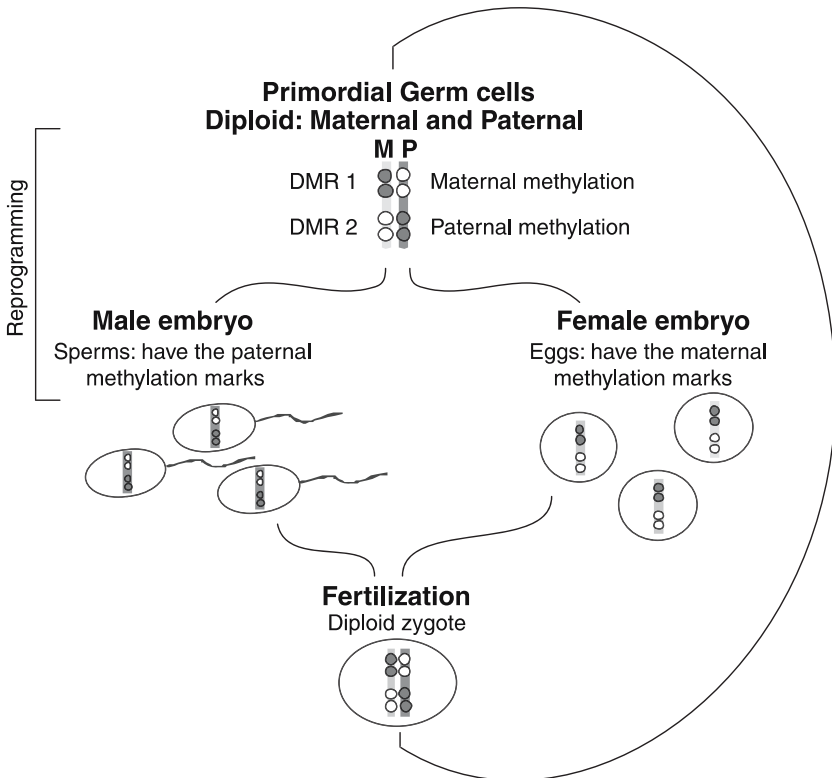 Primordial Germ cells
Diploid: Maternal and Paternal
M P
DMR 1
Maternal methylation
DMR 2
Paternal methylation
Reprogramming
Male embryo
Sperms: have the paternal
methylation marks
Female embryo
Eggs: have the maternal
methylation marks
Fertilization
Diploid zygote